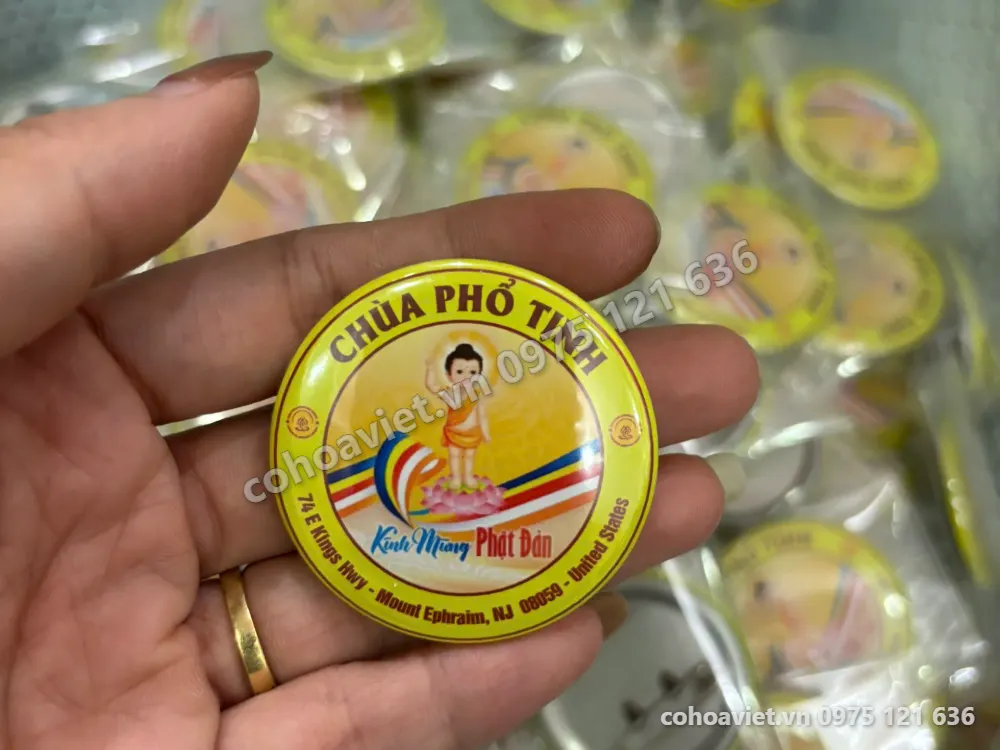 CHÙA PHỔ TỊNH
Kính Mừng Phật Đản
74 E Kings Hwy - Mount Ephraim, NJ 08059 - United States
cohoaviet.vn 0975 121 636
cohoaviet.vn 0975 121 636